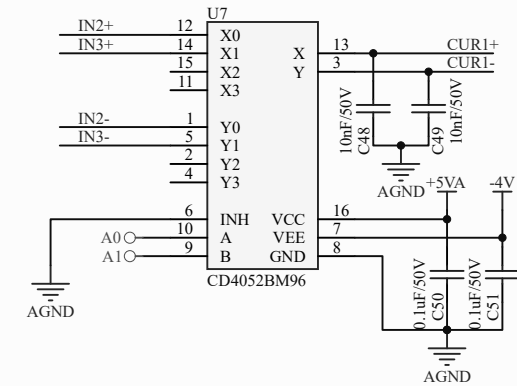 U7
IN2+ 12 X0
IN3+ 14 X1 X 13 CUR1+
15 X2 Y 3 CUR1-
11 X3
10nF/50V C48 10nF/50V C49
IN2- 1 Y0
IN3- 5 Y1
2 Y2
4 Y3
AGND
+5VA -4V
6 INH VCC 16
A0 10 A VEE 7
A1 9 B GND 8
CD4052BM96
0.1uF/50V C50 0.1uF/50V C51
AGND
AGND